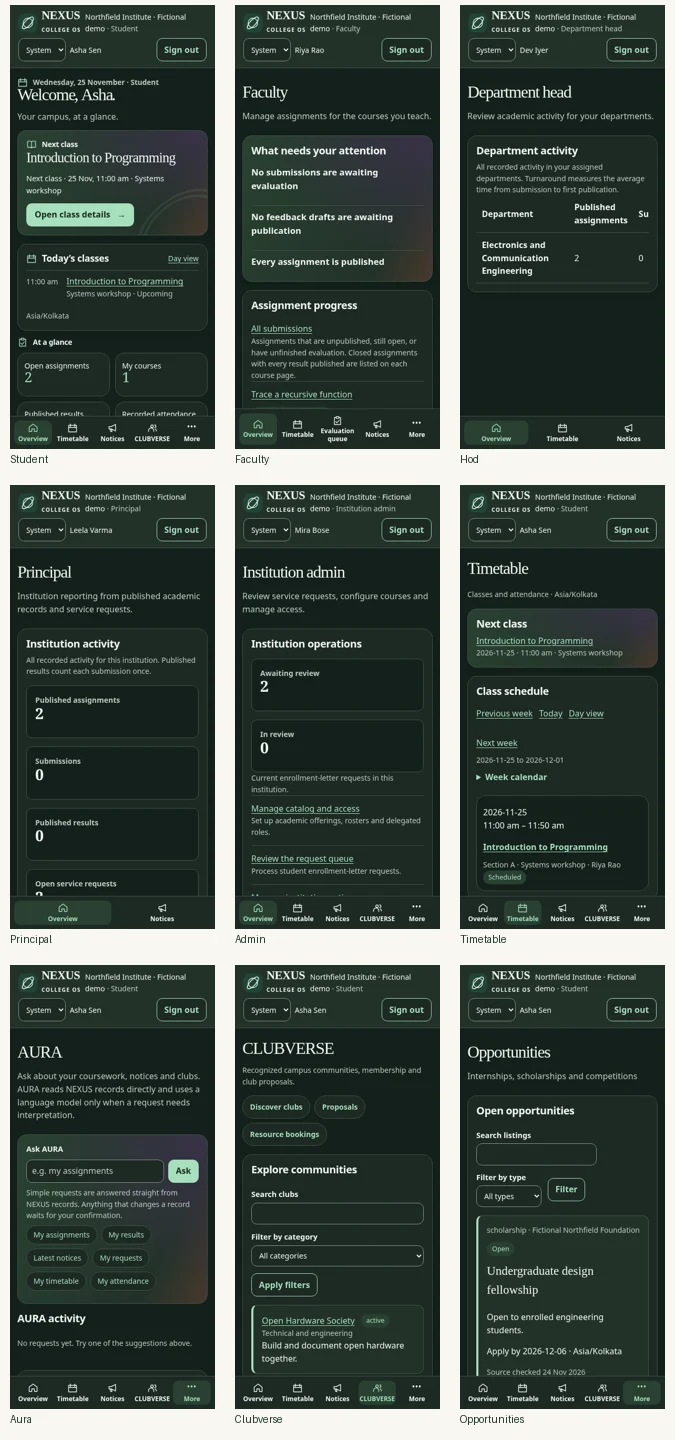 NEXUS Northfield Institute · Fictional
COLLEGE OS demo · Student
System Asha Sen Sign out
Wednesday, 25 November · Student
Welcome, Asha.
Your campus, at a glance.
Next class
Introduction to Programming
Next class · 25 Nov, 11:00 am · Systems
workshop
Open class details →
Today's classes Day view
11:00 am Introduction to Programming
Systems workshop · Upcoming
Asia/Kolkata
At a glance
Open assignments My courses
2 1
Published results Recorded attendance
Overview Timetable Notices CLUBVERSE More
Student
NEXUS Northfield Institute · Fictional
COLLEGE OS demo · Faculty
System Riya Rao Sign out
Faculty
Manage assignments for the courses you teach.
What needs your attention
No submissions are awaiting
evaluation
No feedback drafts are awaiting
publication
Every assignment is published
Assignment progress
All submissions
Assignments that are unpublished, still open, or
have unfinished evaluation. Closed assignments
with every result published are listed on each
course page.
Trace a recursive function
Overview Timetable Evaluation queue Notices More
Faculty
NEXUS Northfield Institute · Fictional
COLLEGE OS demo · Department head
System Dev Iyer Sign out
Department head
Review academic activity for your departments.
Department activity
All recorded activity in your assigned
departments. Turnaround measures the average
time from submission to first publication.
Department Published assignments Su
Electronics and
Communication 2 0
Engineering
Overview Timetable Notices
Hod
NEXUS Northfield Institute · Fictional
COLLEGE OS demo · Principal
System Leela Varma Sign out
Principal
Institution reporting from published academic
records and service requests.
Institution activity
All recorded activity for this institution. Published
results count each submission once.
Published assignments
2
Submissions
0
Published results
0
Open service requests
Overview Notices
Principal
NEXUS Northfield Institute · Fictional
COLLEGE OS demo · Institution admin
System Mira Bose Sign out
Institution admin
Review service requests, configure courses and
manage access.
Institution operations
Awaiting review
2
In review
0
Current enrollment-letter requests in this
institution.
Manage catalog and access
Set up academic offerings, rosters and delegated
roles.
Review the request queue
Process student enrollment-letter requests.
Overview Timetable Notices CLUBVERSE More
Admin
NEXUS Northfield Institute · Fictional
COLLEGE OS demo · Student
System Asha Sen Sign out
Timetable
Classes and attendance · Asia/Kolkata
Next class
Introduction to Programming
2026-11-25 · 11:00 am · Systems workshop
Class schedule
Previous week Today Day view
Next week
2026-11-25 to 2026-12-01
Week calendar
2026-11-25
11:00 am – 11:50 am
Introduction to Programming
Section A · Systems workshop · Riya Rao
Scheduled
Overview Timetable Notices CLUBVERSE More
Timetable
NEXUS Northfield Institute · Fictional
COLLEGE OS demo · Student
System Asha Sen Sign out
AURA
Ask about your coursework, notices and clubs.
AURA reads NEXUS records directly and uses a
language model only when a request needs
interpretation.
Ask AURA
e.g. my assignments Ask
Simple requests are answered straight from
NEXUS records. Anything that changes a record
waits for your confirmation.
My assignments My results
Latest notices My requests
My timetable My attendance
AURA activity
No requests yet. Try one of the suggestions above.
Overview Timetable Notices CLUBVERSE More
Aura
NEXUS Northfield Institute · Fictional
COLLEGE OS demo · Student
System Asha Sen Sign out
CLUBVERSE
Recognized campus communities, membership and
club proposals.
Discover clubs Proposals
Resource bookings
Explore communities
Search clubs
Filter by category
All categories
Apply filters
Open Hardware Society active
Technical and engineering
Build and document open hardware
together.
Overview Timetable Notices CLUBVERSE More
Clubverse
NEXUS Northfield Institute · Fictional
COLLEGE OS demo · Student
System Asha Sen Sign out
Opportunities
Internships, scholarships and competitions
Open opportunities
Search listings
Filter by type
All types Filter
scholarship · Fictional Northfield Foundation
Open
Undergraduate design
fellowship
Open to enrolled engineering
students.
Apply by 2026-12-06 · Asia/Kolkata
Source checked 24 Nov 2026
Overview Timetable Notices CLUBVERSE More
Opportunities